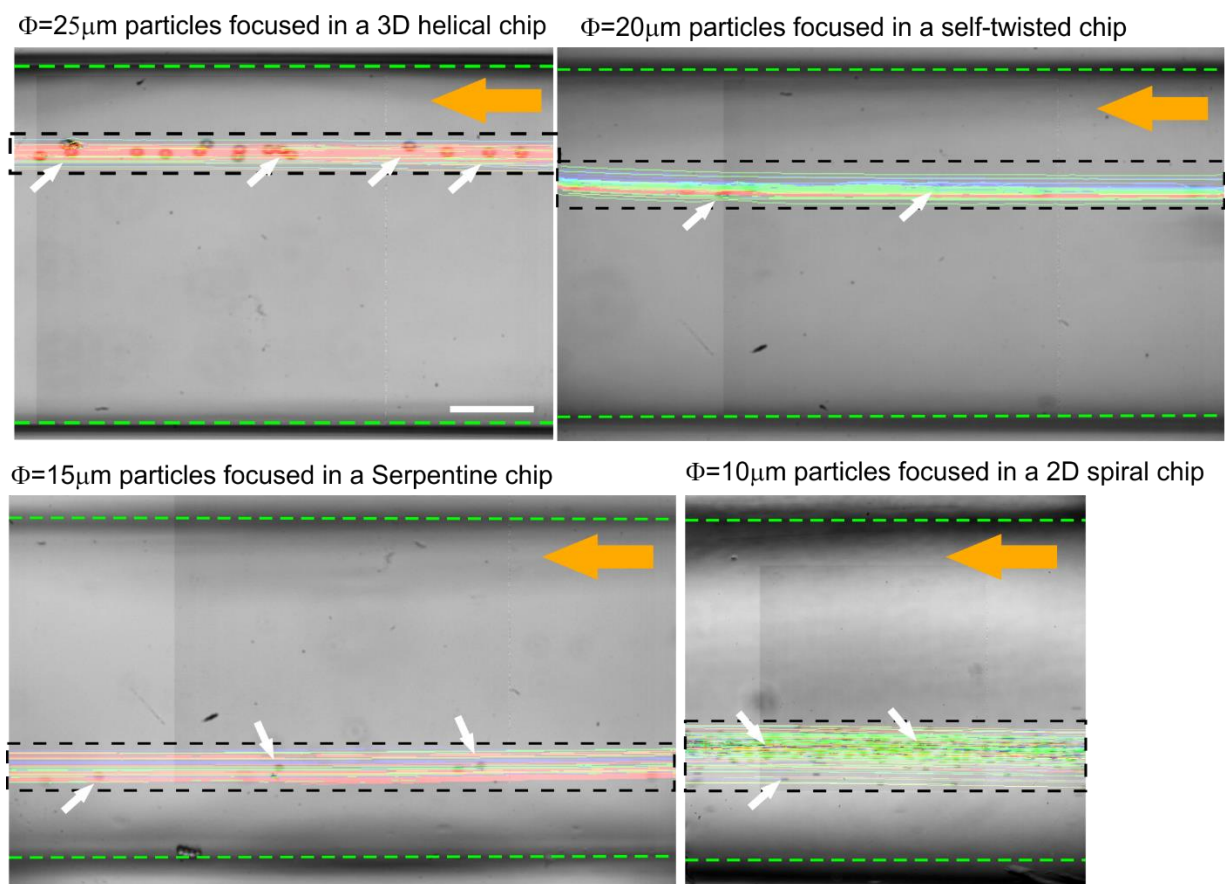 Φ=25μm particles focused in a 3D helical chip
Φ=20μm particles focused in a self-twisted chip
Φ=15μm particles focused in a Serpentine chip
Φ=10μm particles focused in a 2D spiral chip